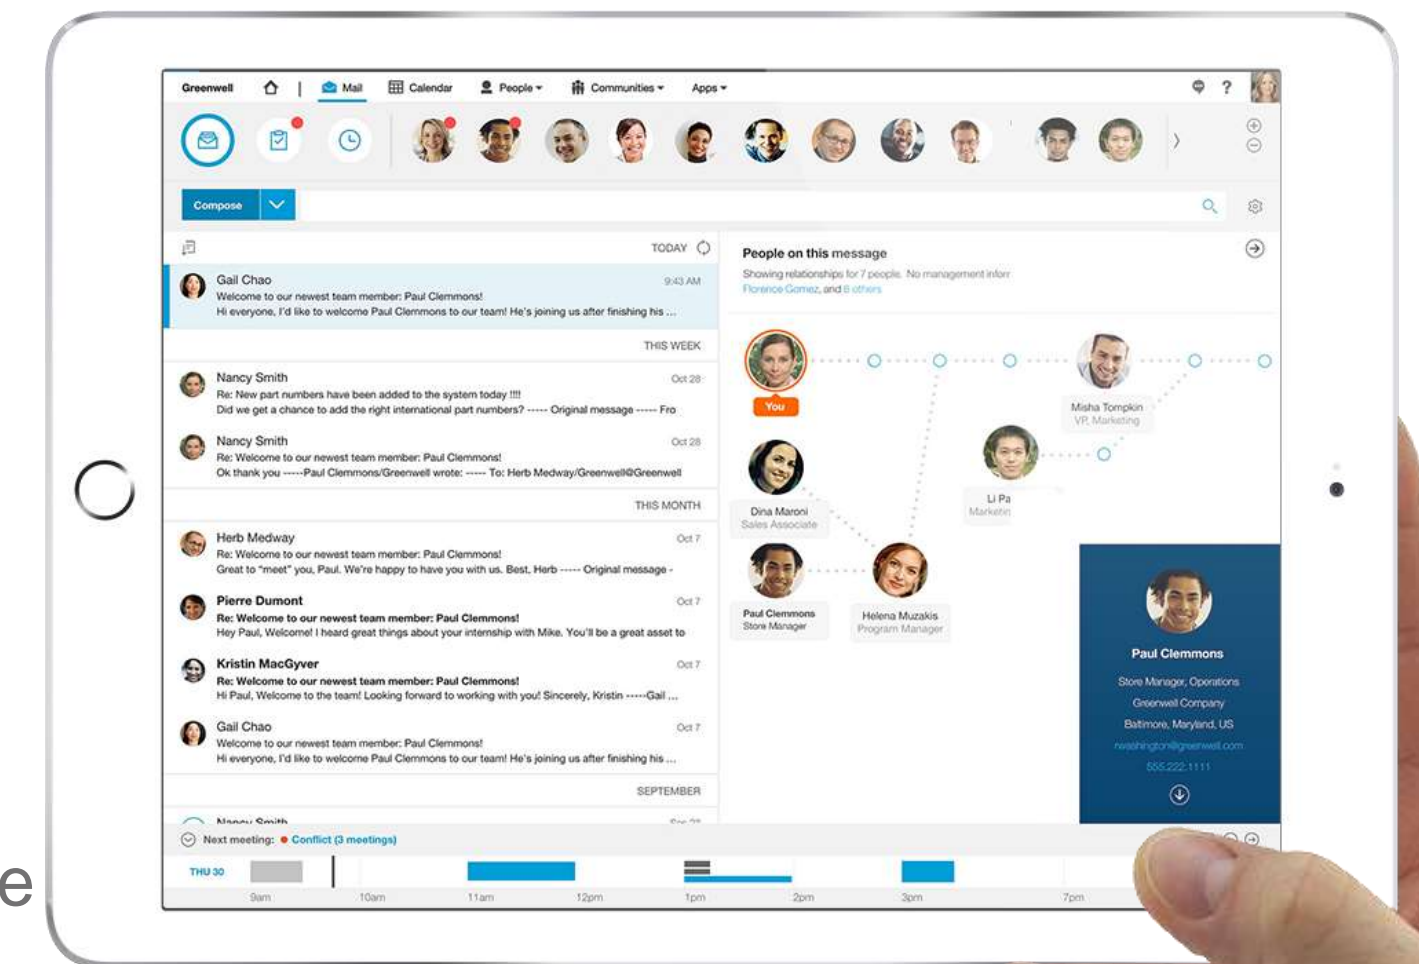 Greenwell | Mail Calendar People Communities Apps ?
Compose
TODAY
Gail Chao 9:43 AM
Welcome to our newest team member: Paul Clemmons!
Hi everyone, I'd like to welcome Paul Clemmons to our team! He's joining us after finishing his ...
THIS WEEK
Nancy Smith Oct 28
Re: New part numbers have been added to the system today !!!!
Did we get a chance to add the right international part numbers? ----- Original message ----- Fro
Nancy Smith Oct 28
Re: Welcome to our newest team member: Paul Clemmons!
Ok thank you -----Paul Clemmons/Greenwell wrote: ----- To: Herb Medway/Greenwell@Greenwell
THIS MONTH
Herb Medway Oct 7
Re: Welcome to our newest team member: Paul Clemmons!
Great to "meet" you, Paul. We're happy to have you with us. Best, Herb ----- Original message -
Pierre Dumont Oct 7
Re: Welcome to our newest team member: Paul Clemmons!
Hey Paul, Welcome! I heard great things about your internship with Mike. You'll be a great asset to
Kristin MacGyver Oct 7
Re: Welcome to our newest team member: Paul Clemmons!
Hi Paul, Welcome to the team! Looking forward to working with you! Sincerely, Kristin -----Gail ...
Gail Chao Oct 7
Welcome to our newest team member: Paul Clemmons!
Hi everyone, I'd like to welcome Paul Clemmons to our team! He's joining us after finishing his ...
SEPTEMBER
Nancy Smith
People on this message
Showing relationships for 7 people. No management inforr
Florence Gomez, and 6 others
You
Misha Tompkin
VP, Marketing
Li Pa
Marketin
Dina Maroni
Sales Associate
Paul Clemmons
Store Manager
Helena Muzakis
Program Manager
Paul Clemmons
Store Manager, Operations
Greenwell Company
Baltimore, Maryland, US
rwashington@greenwell.com
555.222.1111
Next meeting: Conflict (3 meetings)
THU 30
9am 10am 11am 12pm 1pm 2pm 3pm 7pm
e